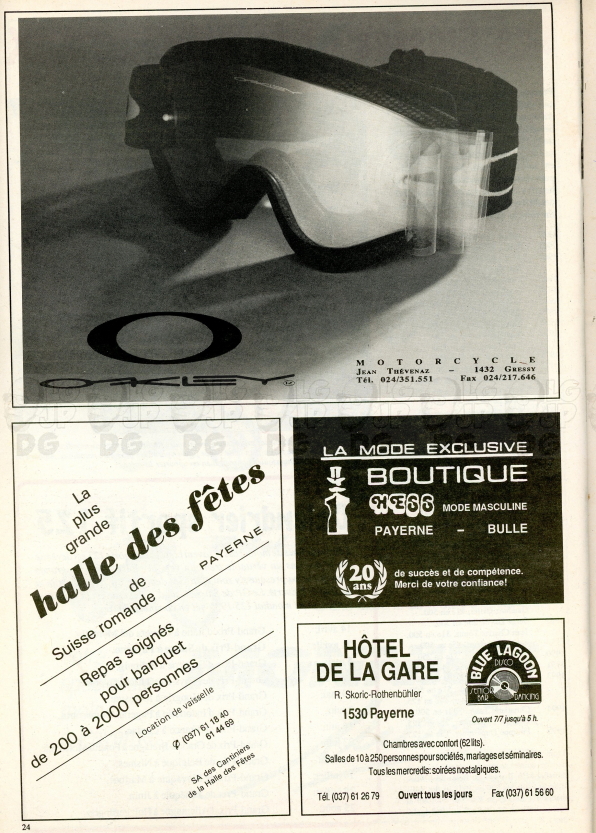 OAKLEY ®
MOTORCYCLE
JEAN THÉVENAZ – 1432 GRESSY
TÉL. 024/351.551 FAX 024/217.646
La
plus
grande
halle des fêtes
PAYERNE
de
Suisse romande
Repas soignés
pour banquet
de 200 à 2000 personnes
Location de vaisselle
(037) 61 18 40
61 44 69
SA des Cantiniers
de la Halle des Fêtes
LA MODE EXCLUSIVE
BOUTIQUE
HESS MODE MASCULINE
PAYERNE – BULLE
20 ans
de succès et de compétence.
Merci de votre confiance!
HÔTEL
DE LA GARE
R. Skoric-Rothenbühler
1530 Payerne
BLUE LAGOON
DISCO
SENIOR BAR DANCING
Ouvert 7/7 jusqu'à 5 h.
Chambres avec confort (62 lits).
Salles de 10 à 250 personnes pour sociétés, mariages et séminaires.
Tous les mercredis: soirées nostalgiques.
Tél. (037) 61 26 79 Ouvert tous les jours Fax (037) 61 56 60
24